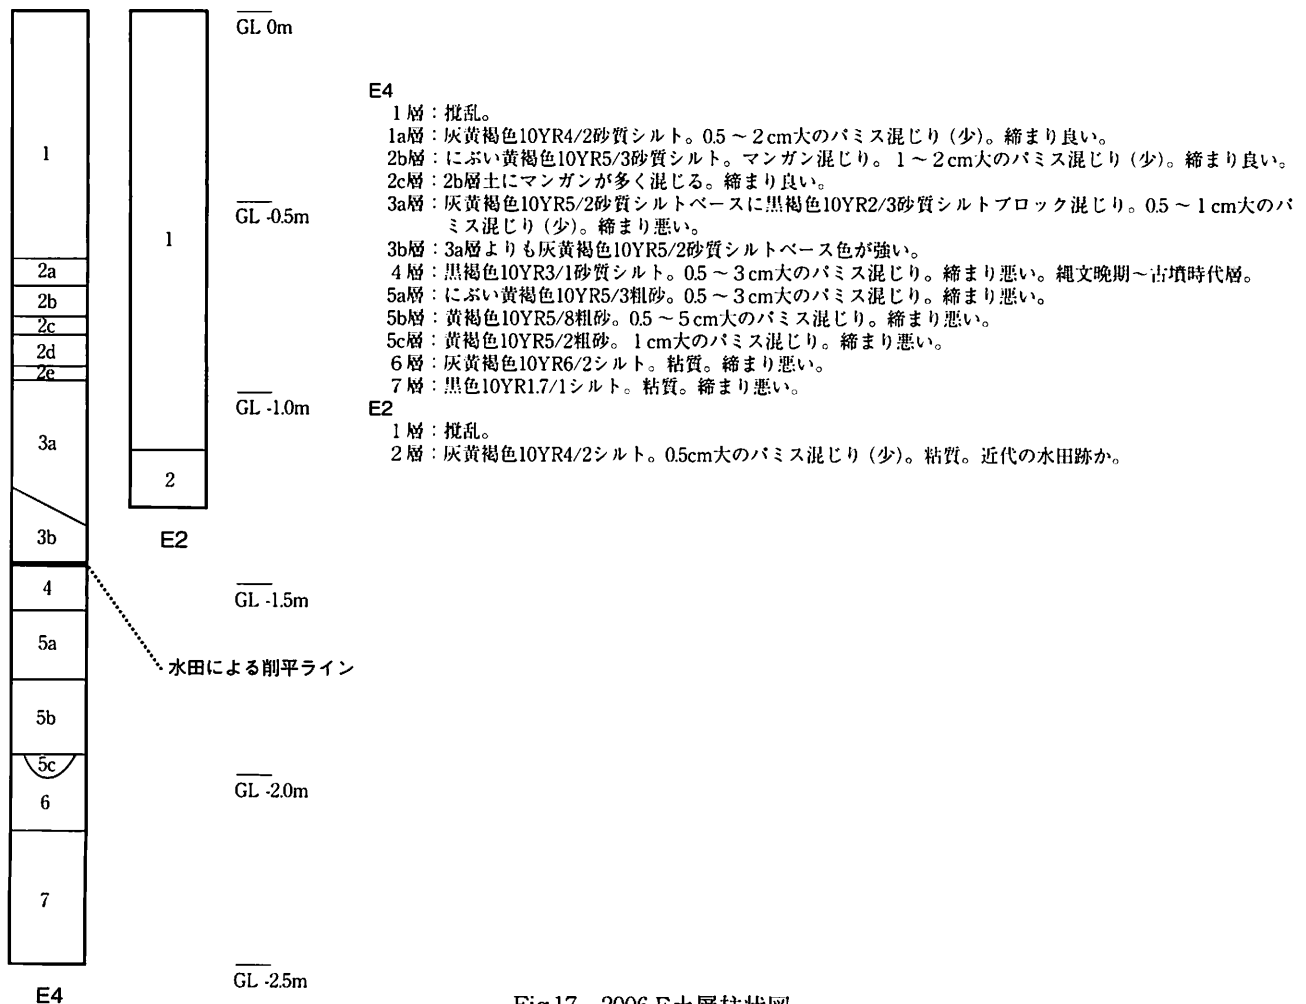 GL 0m
E4
1層：撹乱。
1a層：灰黄褐色10YR4/2砂質シルト。0.5～2cm大のパミス混じり（少）。締まり良い。
2b層：にぶい黄褐色10YR5/3砂質シルト。マンガン混じり。1～2cm大のパミス混じり（少）。締まり良い。
2c層：2b層土にマンガンが多く混じる。締まり良い。
3a層：灰黄褐色10YR5/2砂質シルトベースに黒褐色10YR2/3砂質シルトブロック混じり。0.5～1cm大のパ
ミス混じり（少）。締まり悪い。
3b層：3a層よりも灰黄褐色10YR5/2砂質シルトベース色が強い。
4層：黒褐色10YR3/1砂質シルト。0.5～3cm大のパミス混じり。締まり悪い。縄文晩期～古墳時代層。
5a層：にぶい黄褐色10YR5/3粗砂。0.5～3cm大のパミス混じり。締まり悪い。
5b層：黄褐色10YR5/8粗砂。0.5～5cm大のパミス混じり。締まり悪い。
5c層：黄褐色10YR5/2粗砂。1cm大のパミス混じり。締まり悪い。
6層：灰黄褐色10YR6/2シルト。粘質。締まり悪い。
7層：黒色10YR1.7/1シルト。粘質。締まり悪い。
E2
1層：撹乱。
2層：灰黄褐色10YR4/2シルト。0.5cm大のパミス混じり（少）。粘質。近代の水田跡か。
1
2a
2b
2c
2d
2e
3a
3b
4
5a
5b
5c
6
7
E4
1
2
E2
GL -0.5m
GL -1.0m
GL -1.5m
水田による削平ライン
GL -2.0m
GL -2.5m